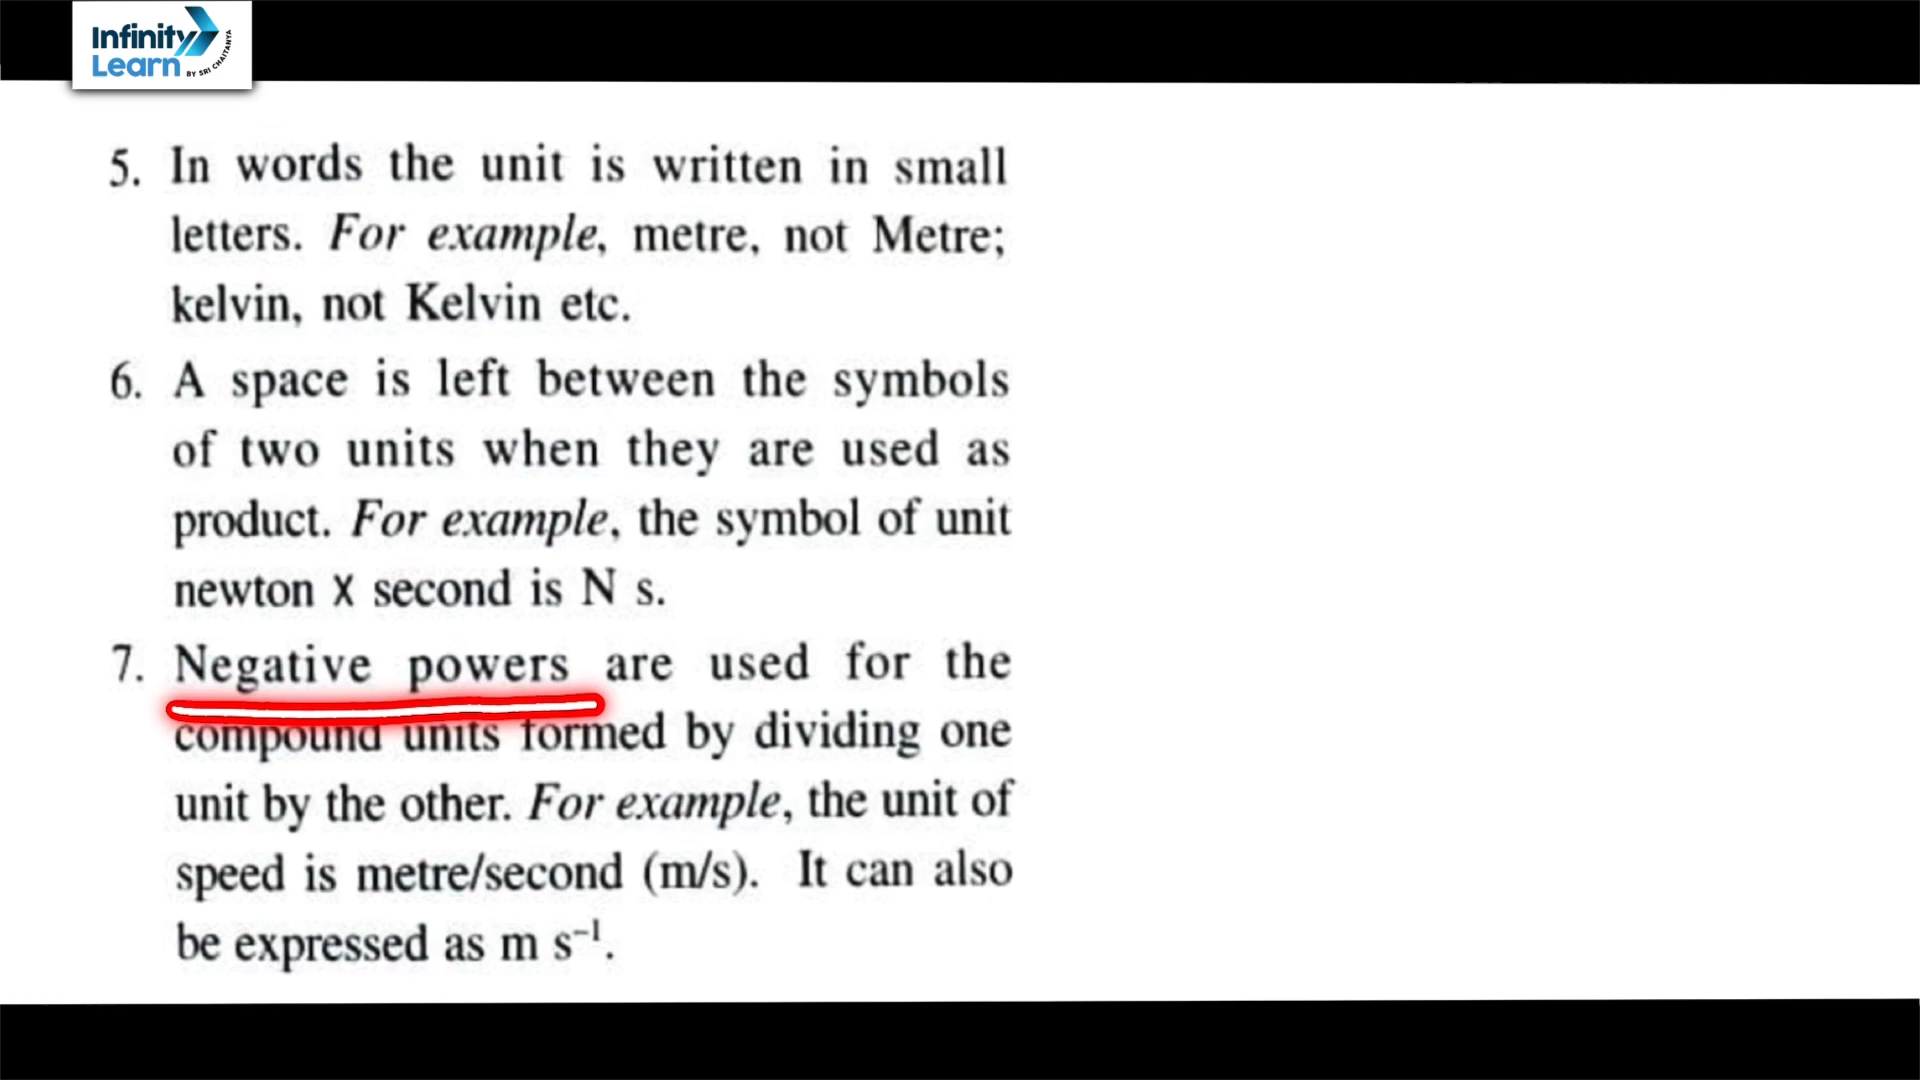 Infinity
Learn
BY SRI CHAITANYA
5. In words the unit is written in small
letters. For example, metre, not Metre;
kelvin, not Kelvin etc.
6. A space is left between the symbols
of two units when they are used as
product. For example, the symbol of unit
newton X second is N s.
7. Negative powers are used for the
compound units formed by dividing one
unit by the other. For example, the unit of
speed is metre/second (m/s). It can also
be expressed as m s⁻¹.